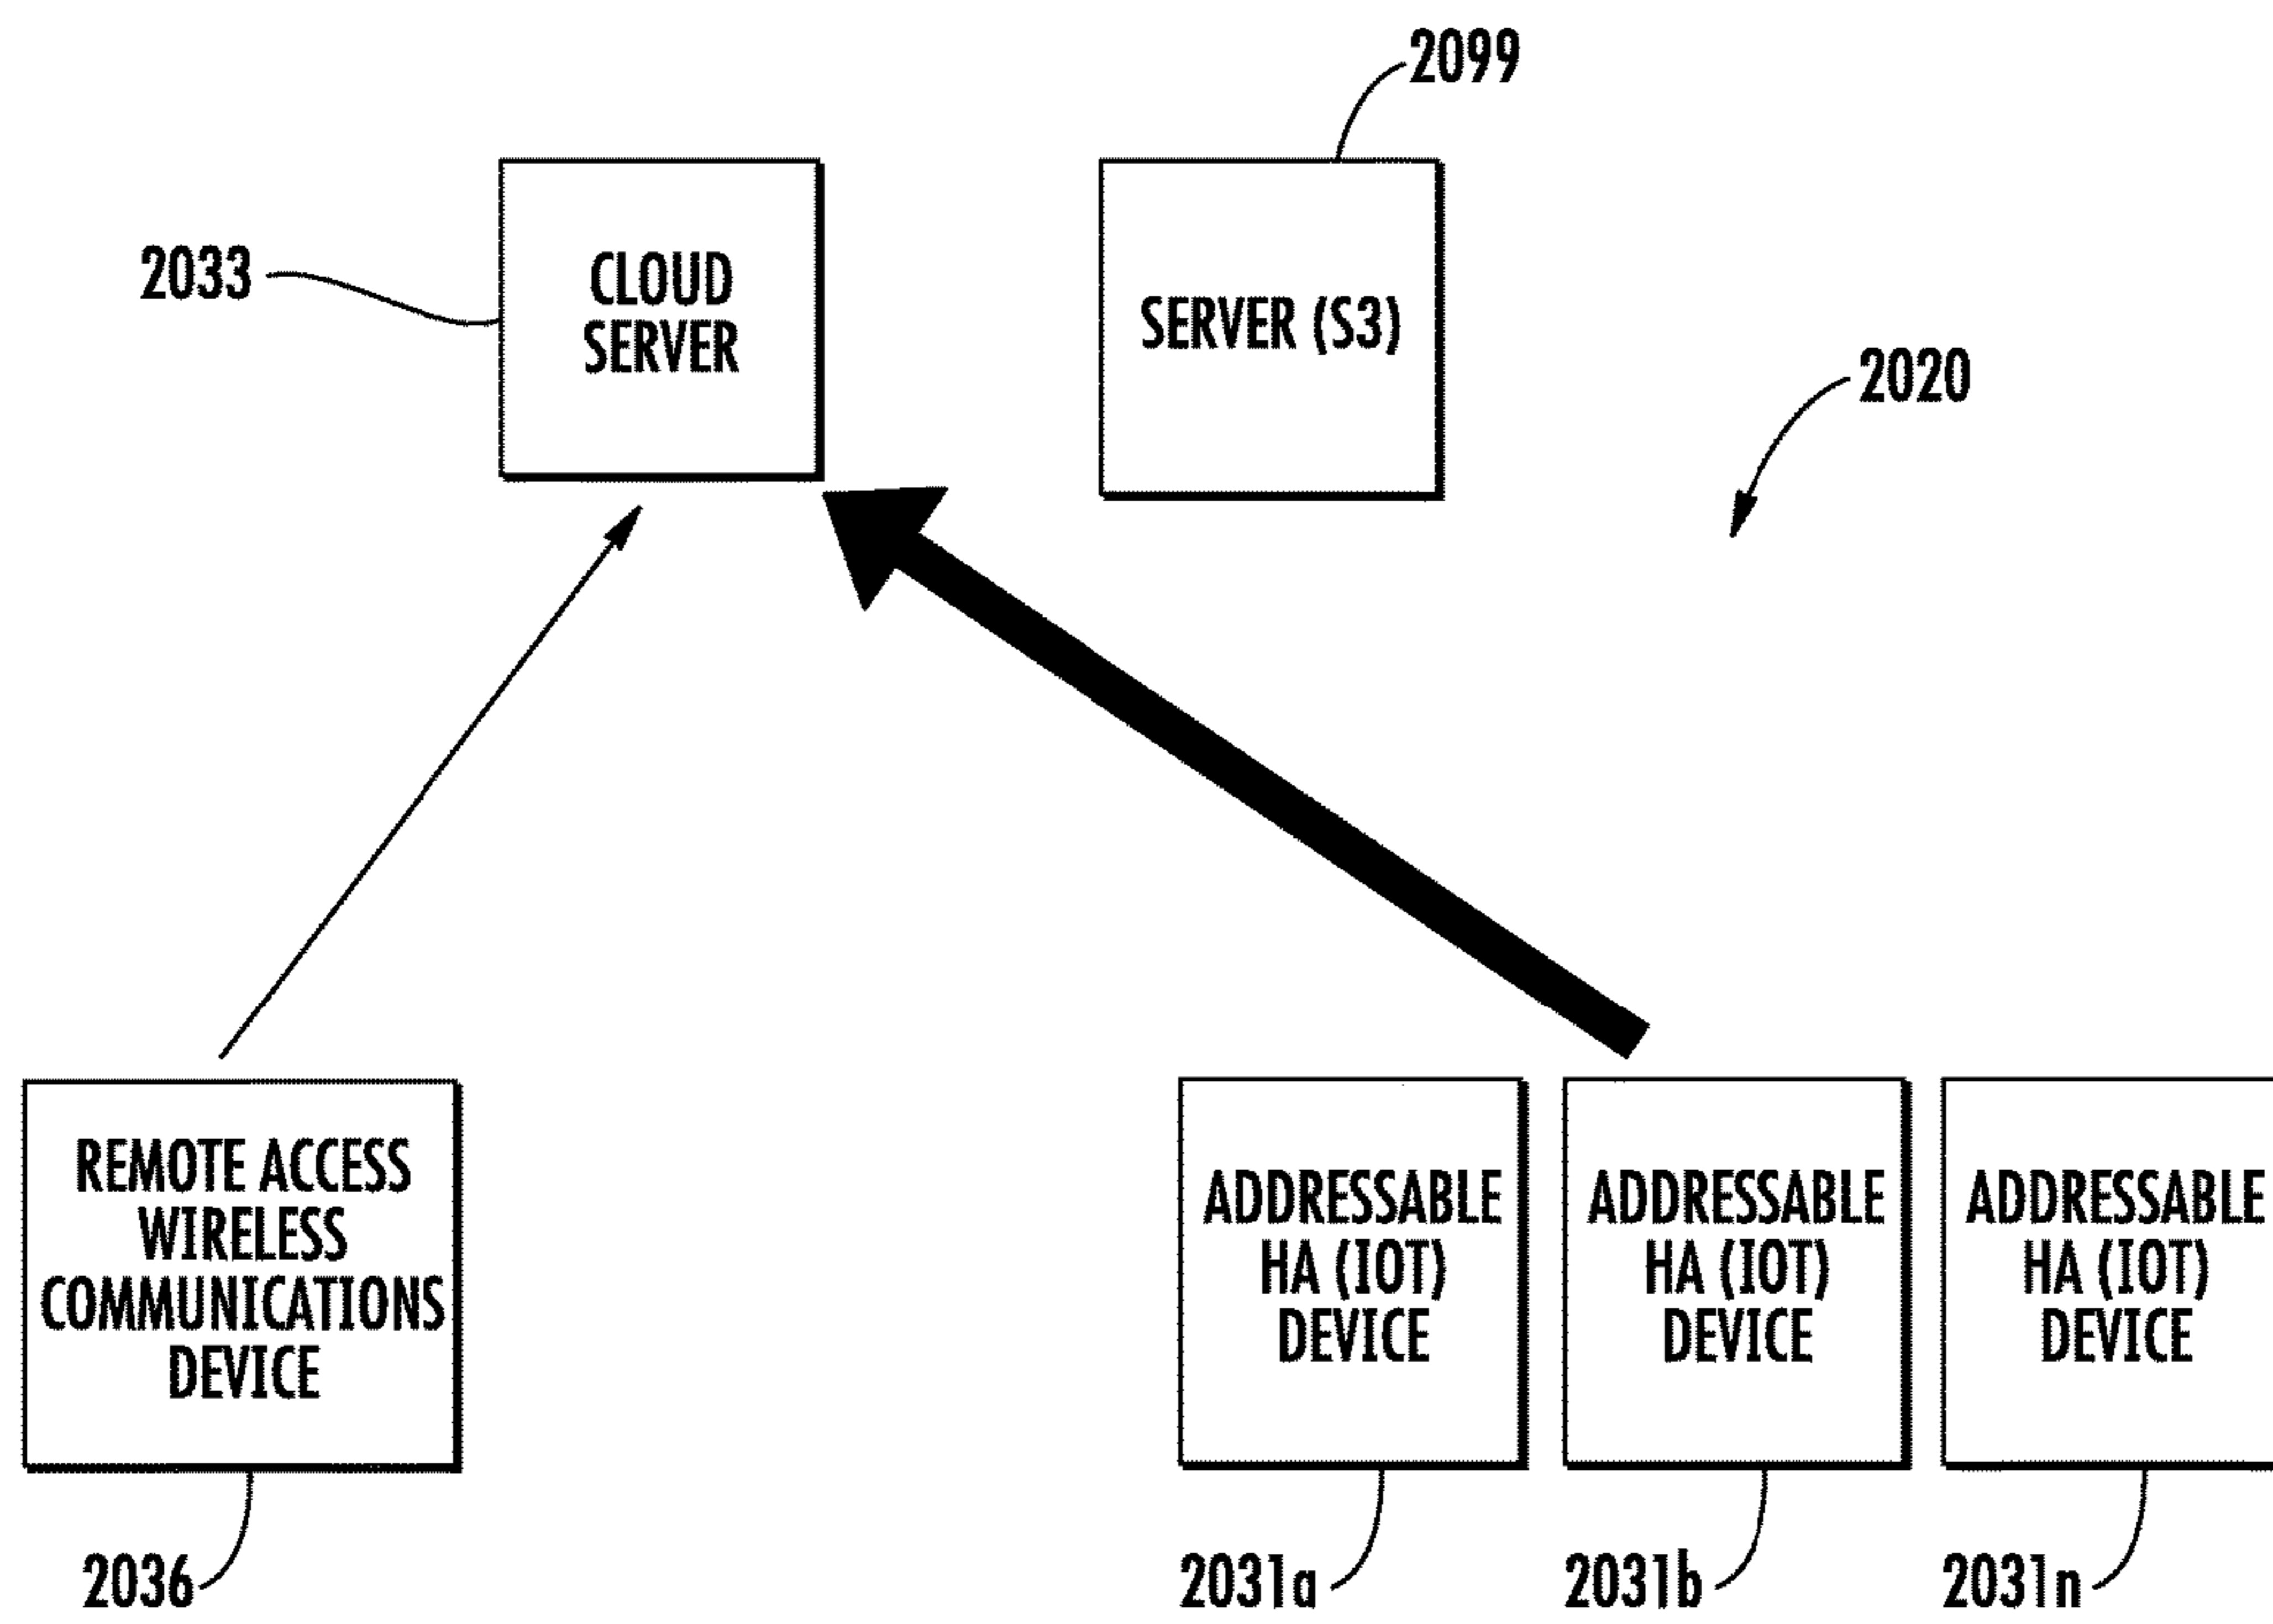 2099
2033
CLOUD
SERVER
SERVER (S3)
2020
REMOTE ACCESS
WIRELESS
COMMUNICATIONS
DEVICE
ADDRESSABLE
HA (IOT)
DEVICE
ADDRESSABLE
HA (IOT)
DEVICE
ADDRESSABLE
HA (IOT)
DEVICE
2036
2031a
2031b
2031n